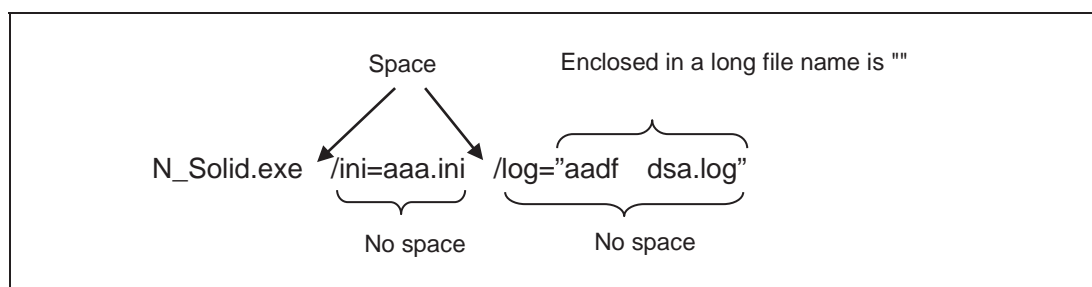 Space
Enclosed in a long file name is ""
N_Solid.exe /ini=aaa.ini /log=”aadf dsa.log”
No space
No space